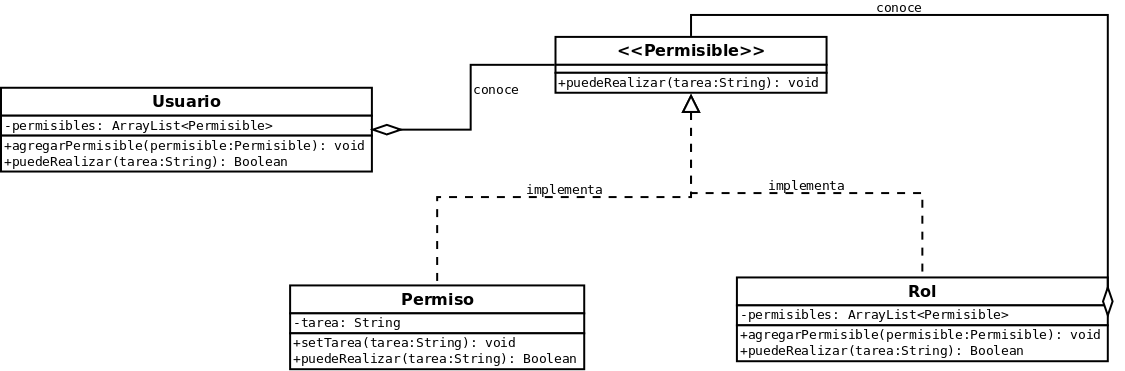 conoce
<<Permisible>>
+puedeRealizar(tarea:String): void
conoce
Usuario
-permisibles: ArrayList<Permisible>
+agregarPermisible(permisible:Permisible): void
+puedeRealizar(tarea:String): Boolean
implementa
implementa
Permiso
-tarea: String
+setTarea(tarea:String): void
+puedeRealizar(tarea:String): Boolean
Rol
-permisibles: ArrayList<Permisible>
+agregarPermisible(permisible:Permisible): void
+puedeRealizar(tarea:String): Boolean